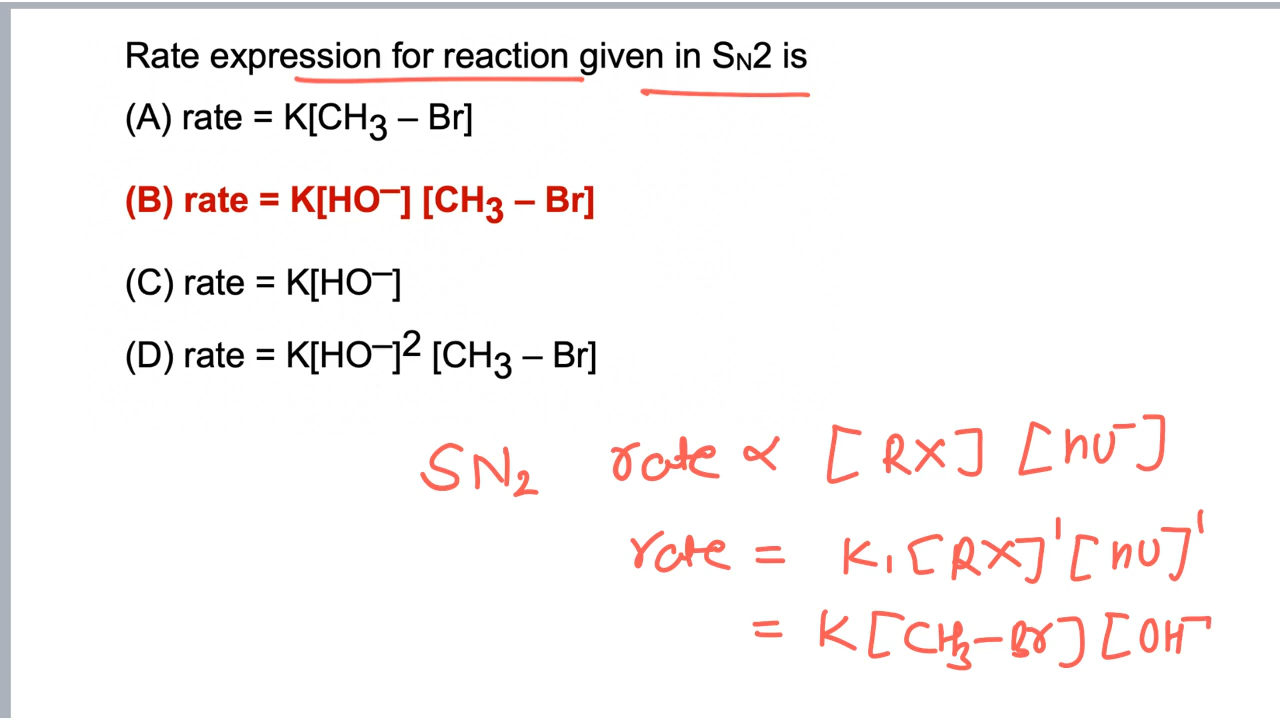 Rate expression for reaction given in SN2 is
(A) rate = K[CH3 – Br]
(B) rate = K[HO–] [CH3 – Br]
(C) rate = K[HO–]
(D) rate = K[HO–]2 [CH3 – Br]
SN2 rate ∝ [RX] [nu–]
rate = K1[RX]1[nu]1
= K[CH3–Br][OH–